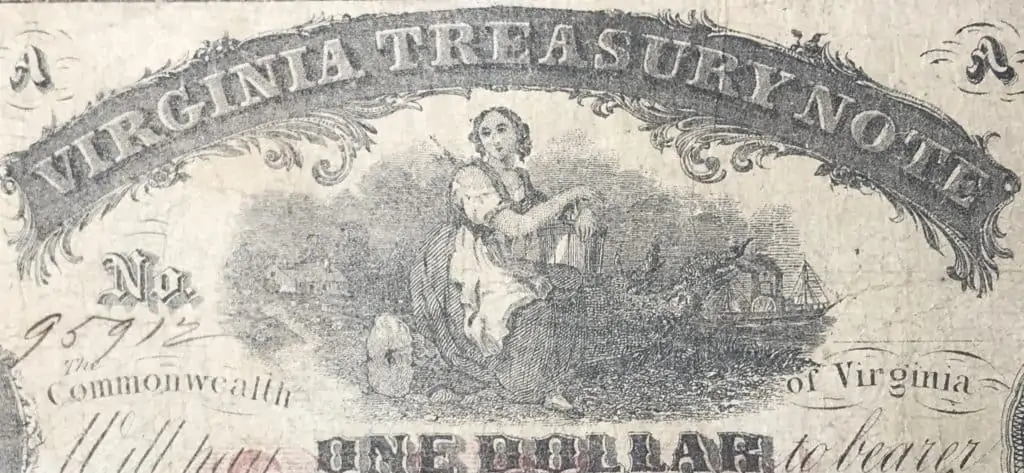 A A
VIRGINIA TREASURY NOTE
No.
95912
The
Commonwealth of Virginia
Will pay ONE DOLLAR to bearer